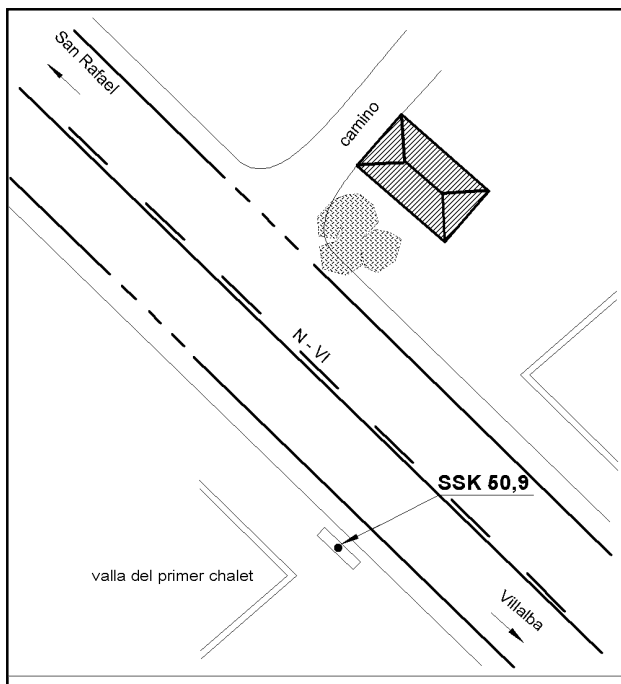 San Rafael
camino
N - VI
SSK 50,9
valla del primer chalet
Villalba